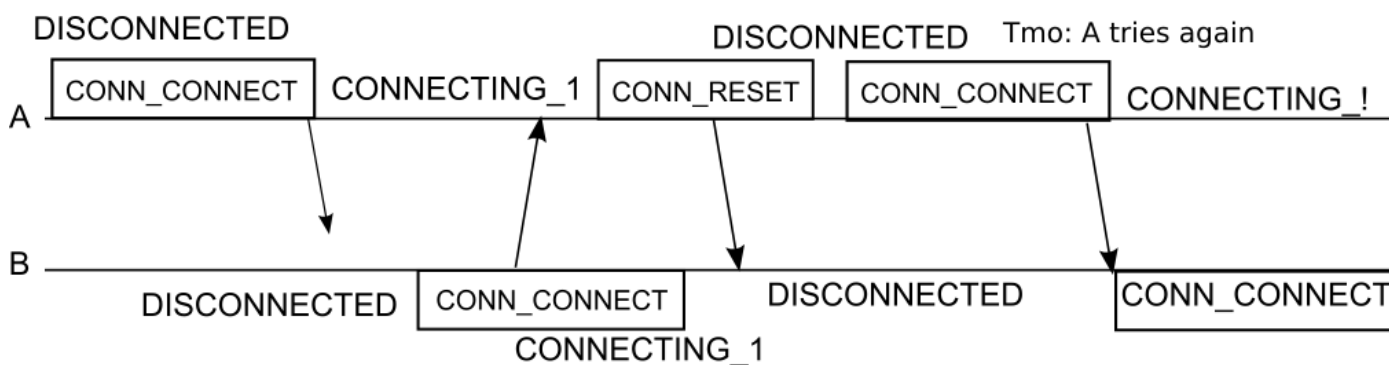 DISCONNECTED
DISCONNECTED Tmo: A tries again
CONN_CONNECT CONNECTING_1 CONN_RESET CONN_CONNECT CONNECTING_!
A
B
DISCONNECTED CONN_CONNECT DISCONNECTED CONN_CONNECT
CONNECTING_1